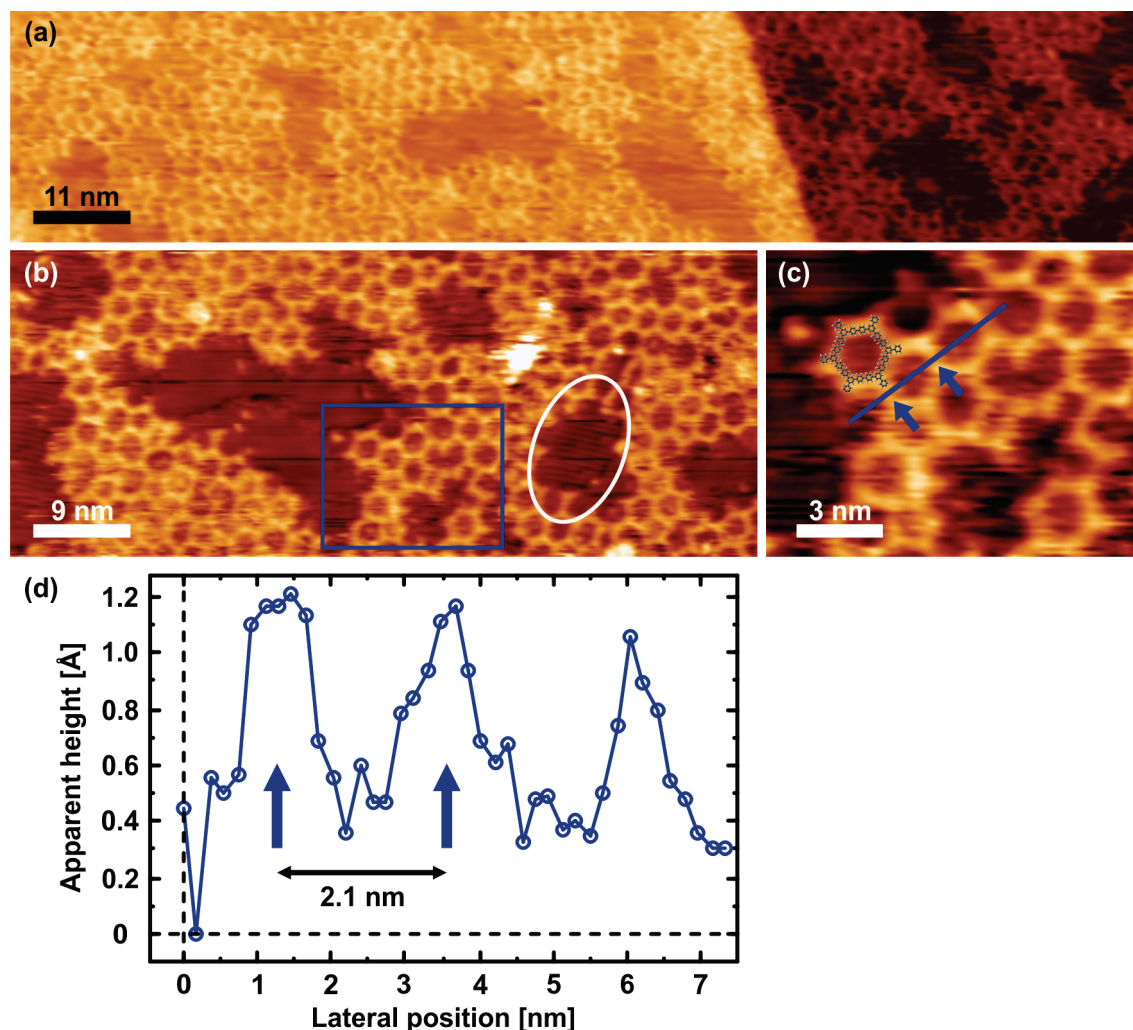 (a)
11 nm
(b)
9 nm
(c)
3 nm
(d)
Apparent height [Å]
1.2
1.0
0.8
0.6
0.4
0.2
0
2.1 nm
0 1 2 3 4 5 6 7
Lateral position [nm]